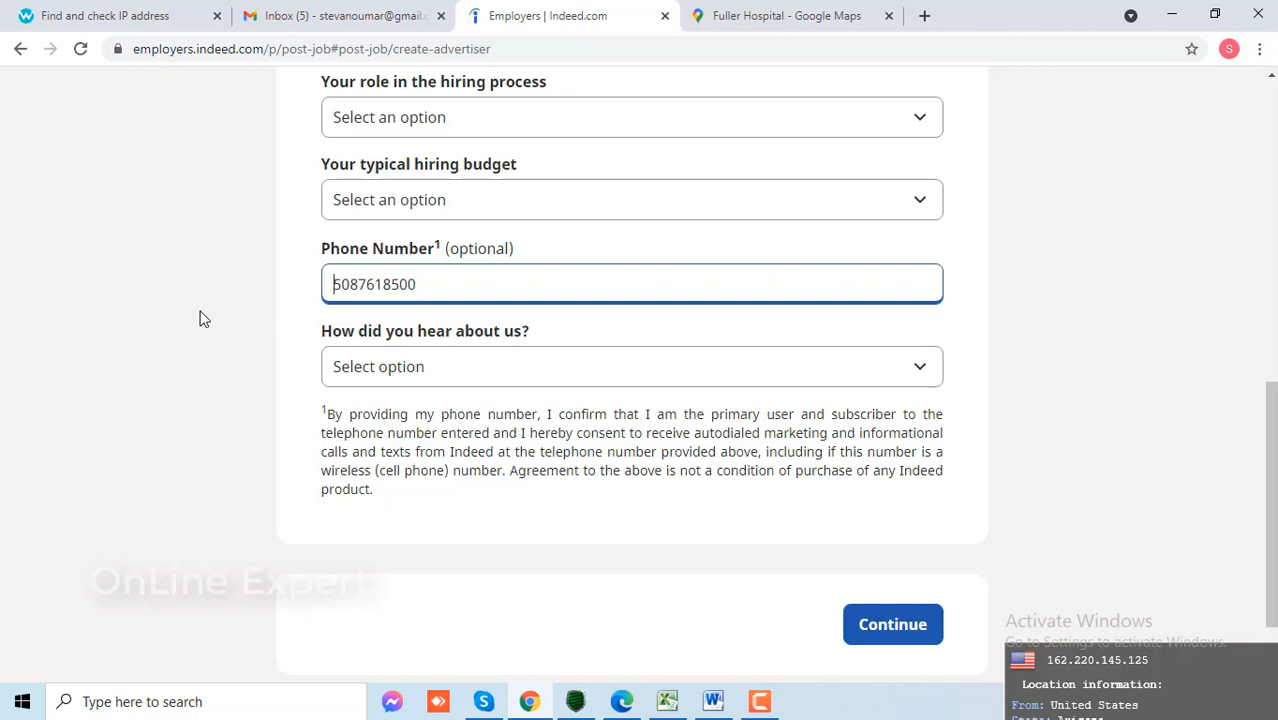 Find and check IP address
Inbox (5) - stevanoumar@gmail.c
Employers | Indeed.com
Fuller Hospital - Google Maps
employers.indeed.com/p/post-job#post-job/create-advertiser
S
Your role in the hiring process
Select an option
Your typical hiring budget
Select an option
Phone Number1 (optional)
5087618500
How did you hear about us?
Select option
1By providing my phone number, I confirm that I am the primary user and subscriber to the
telephone number entered and I hereby consent to receive autodialed marketing and informational
calls and texts from Indeed at the telephone number provided above, including if this number is a
wireless (cell phone) number. Agreement to the above is not a condition of purchase of any Indeed
product.
OnLine Expert
Continue
Activate Windows
Go to Settings to activate Windows.
162.220.145.125
Location information:
From: United States
Type here to search